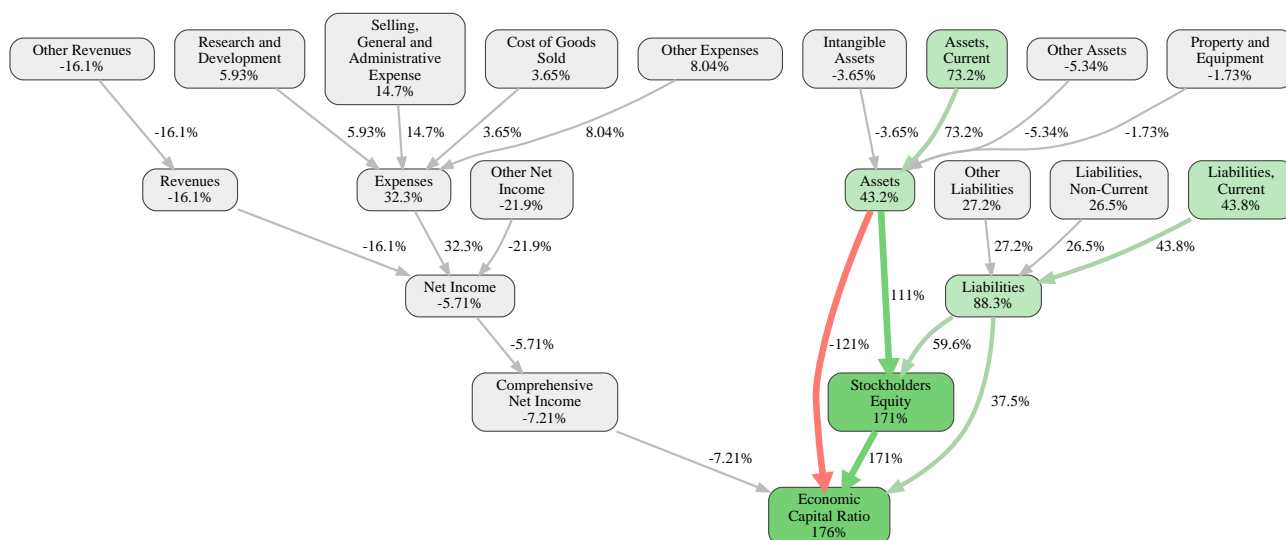 Other Revenues
-16.1%
Research and
Development
5.93%
Selling,
General and
Administrative
Expense
14.7%
Cost of Goods
Sold
3.65%
Other Expenses
8.04%
Intangible
Assets
-3.65%
Assets,
Current
73.2%
Other Assets
-5.34%
Property and
Equipment
-1.73%
-16.1%
5.93%
14.7%
3.65%
8.04%
-3.65%
73.2%
-5.34%
-1.73%
Revenues
-16.1%
Expenses
32.3%
Other Net
Income
-21.9%
Assets
43.2%
Other
Liabilities
27.2%
Liabilities,
Non-Current
26.5%
Liabilities,
Current
43.8%
-16.1%
32.3%
-21.9%
27.2%
26.5%
43.8%
Net Income
-5.71%
Liabilities
88.3%
111%
-5.71%
-121%
59.6%
Comprehensive
Net Income
-7.21%
Stockholders
Equity
171%
37.5%
-7.21%
171%
Economic
Capital Ratio
176%